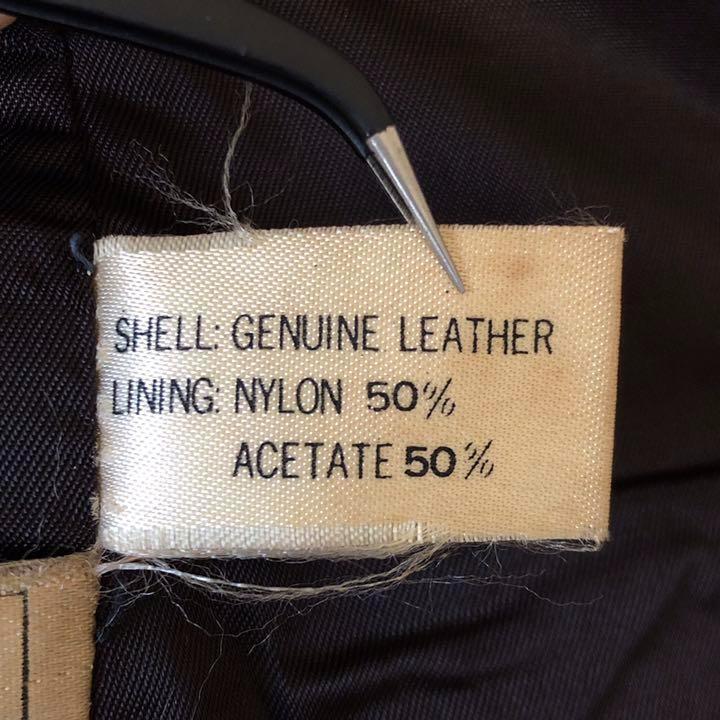 SHELL: GENUINE LEATHER
LINING: NYLON 50%
ACETATE 50%